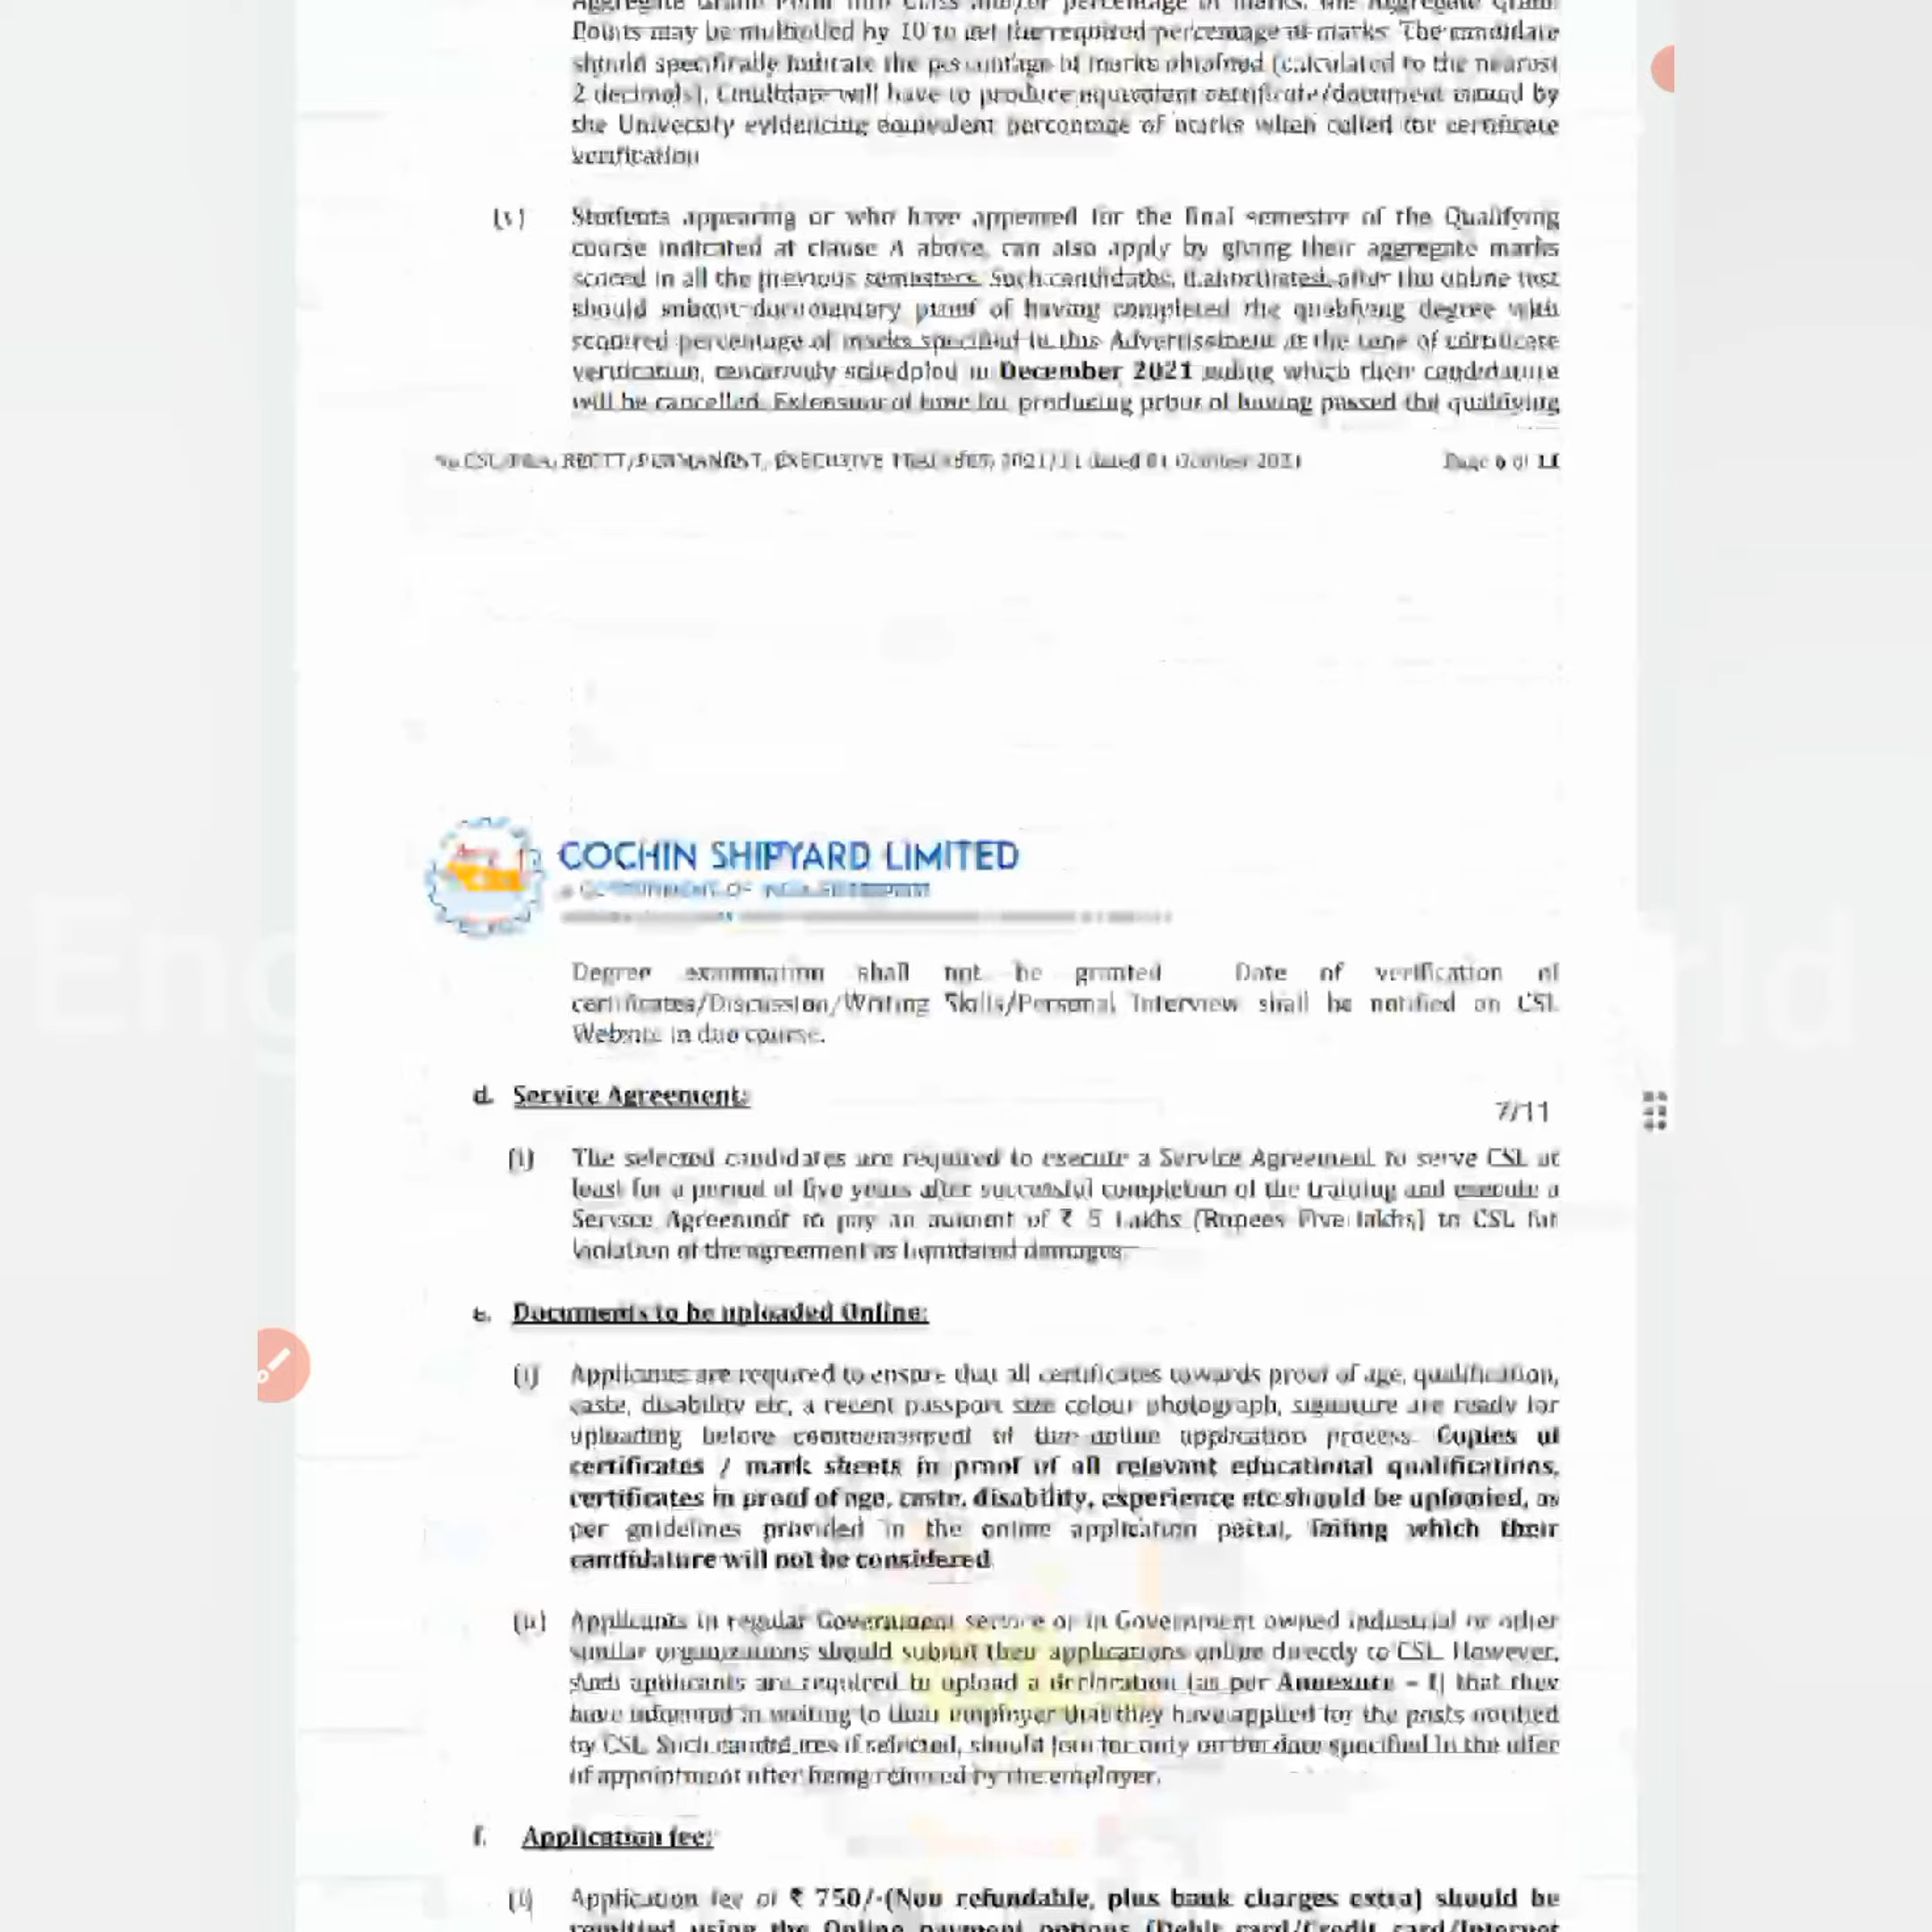 Points may be multiplied by 10 to get the required percentage of marks. The candidate
should specifically indicate the percentage of marks obtained (calculated to the nearest
2 decimals). Candidate will have to produce equivalent certificate/document issued by
the University evidencing equivalent percentage of marks when called for certificate
verification
(v) Students appearing or who have appeared for the final semester of the Qualifying
course indicated at clause A above, can also apply by giving their aggregate marks
scored in all the previous semesters. Such candidates, if shortlisted, after the online test
should submit documentary proof of having completed the qualifying degree with
required percentage of marks specified in this Advertisement at the time of certificate
verification, tentatively scheduled in December 2021 failing which their candidature
will be cancelled. Extension of time for producing proof of having passed the qualifying
dated 01 October 2021
Page 6 of 11
COCHIN SHIPYARD LIMITED
Degree examination shall not be granted Date of verification of
certificates/Discussion/Writing Skills/Personal Interview shall be notified on CSL
Website in due course.
d. Service Agreement:
7/11
(i) The selected candidates are required to execute a Service Agreement to serve CSL at
least for a period of five years after successful completion of the training and execute a
Service Agreement to pay an amount of ₹ 5 Lakhs (Rupees Five lakhs) to CSL for
violation of the agreement as liquidated damages
e. Documents to be uploaded Online:
(i) Applicants are required to ensure that all certificates towards proof of age, qualification,
caste, disability etc, a recent passport size colour photograph, signature are ready for
uploading before commencement of the online application process. Copies of
certificates / mark sheets in proof of all relevant educational qualifications,
certificates in proof of age, caste, disability, experience etc should be uploaded, as
per guidelines provided in the online application portal, failing which their
candidature will not be considered
(ii) Applicants in regular Government service or in Government owned industrial or other
similar organizations should submit their applications online directly to CSL. However,
such applicants are required to upload a declaration (as per Annexure – I) that they
have informed in writing to their employer that they have applied for the posts notified
by CSL. Such candidates if selected, should join for duty on the date specified in the offer
of appointment after being relieved by the employer.
f. Application fee:
(i) Application fee of ₹ 750/-(Non refundable, plus bank charges extra) should be
remitted using the Online payment options (Debit card/Credit card/Internet